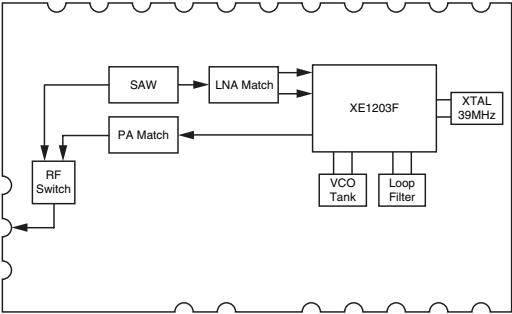 SAW
LNA Match
XE1203F
XTAL
39MHz
PA Match
RF
Switch
VCO
Tank
Loop
Filter